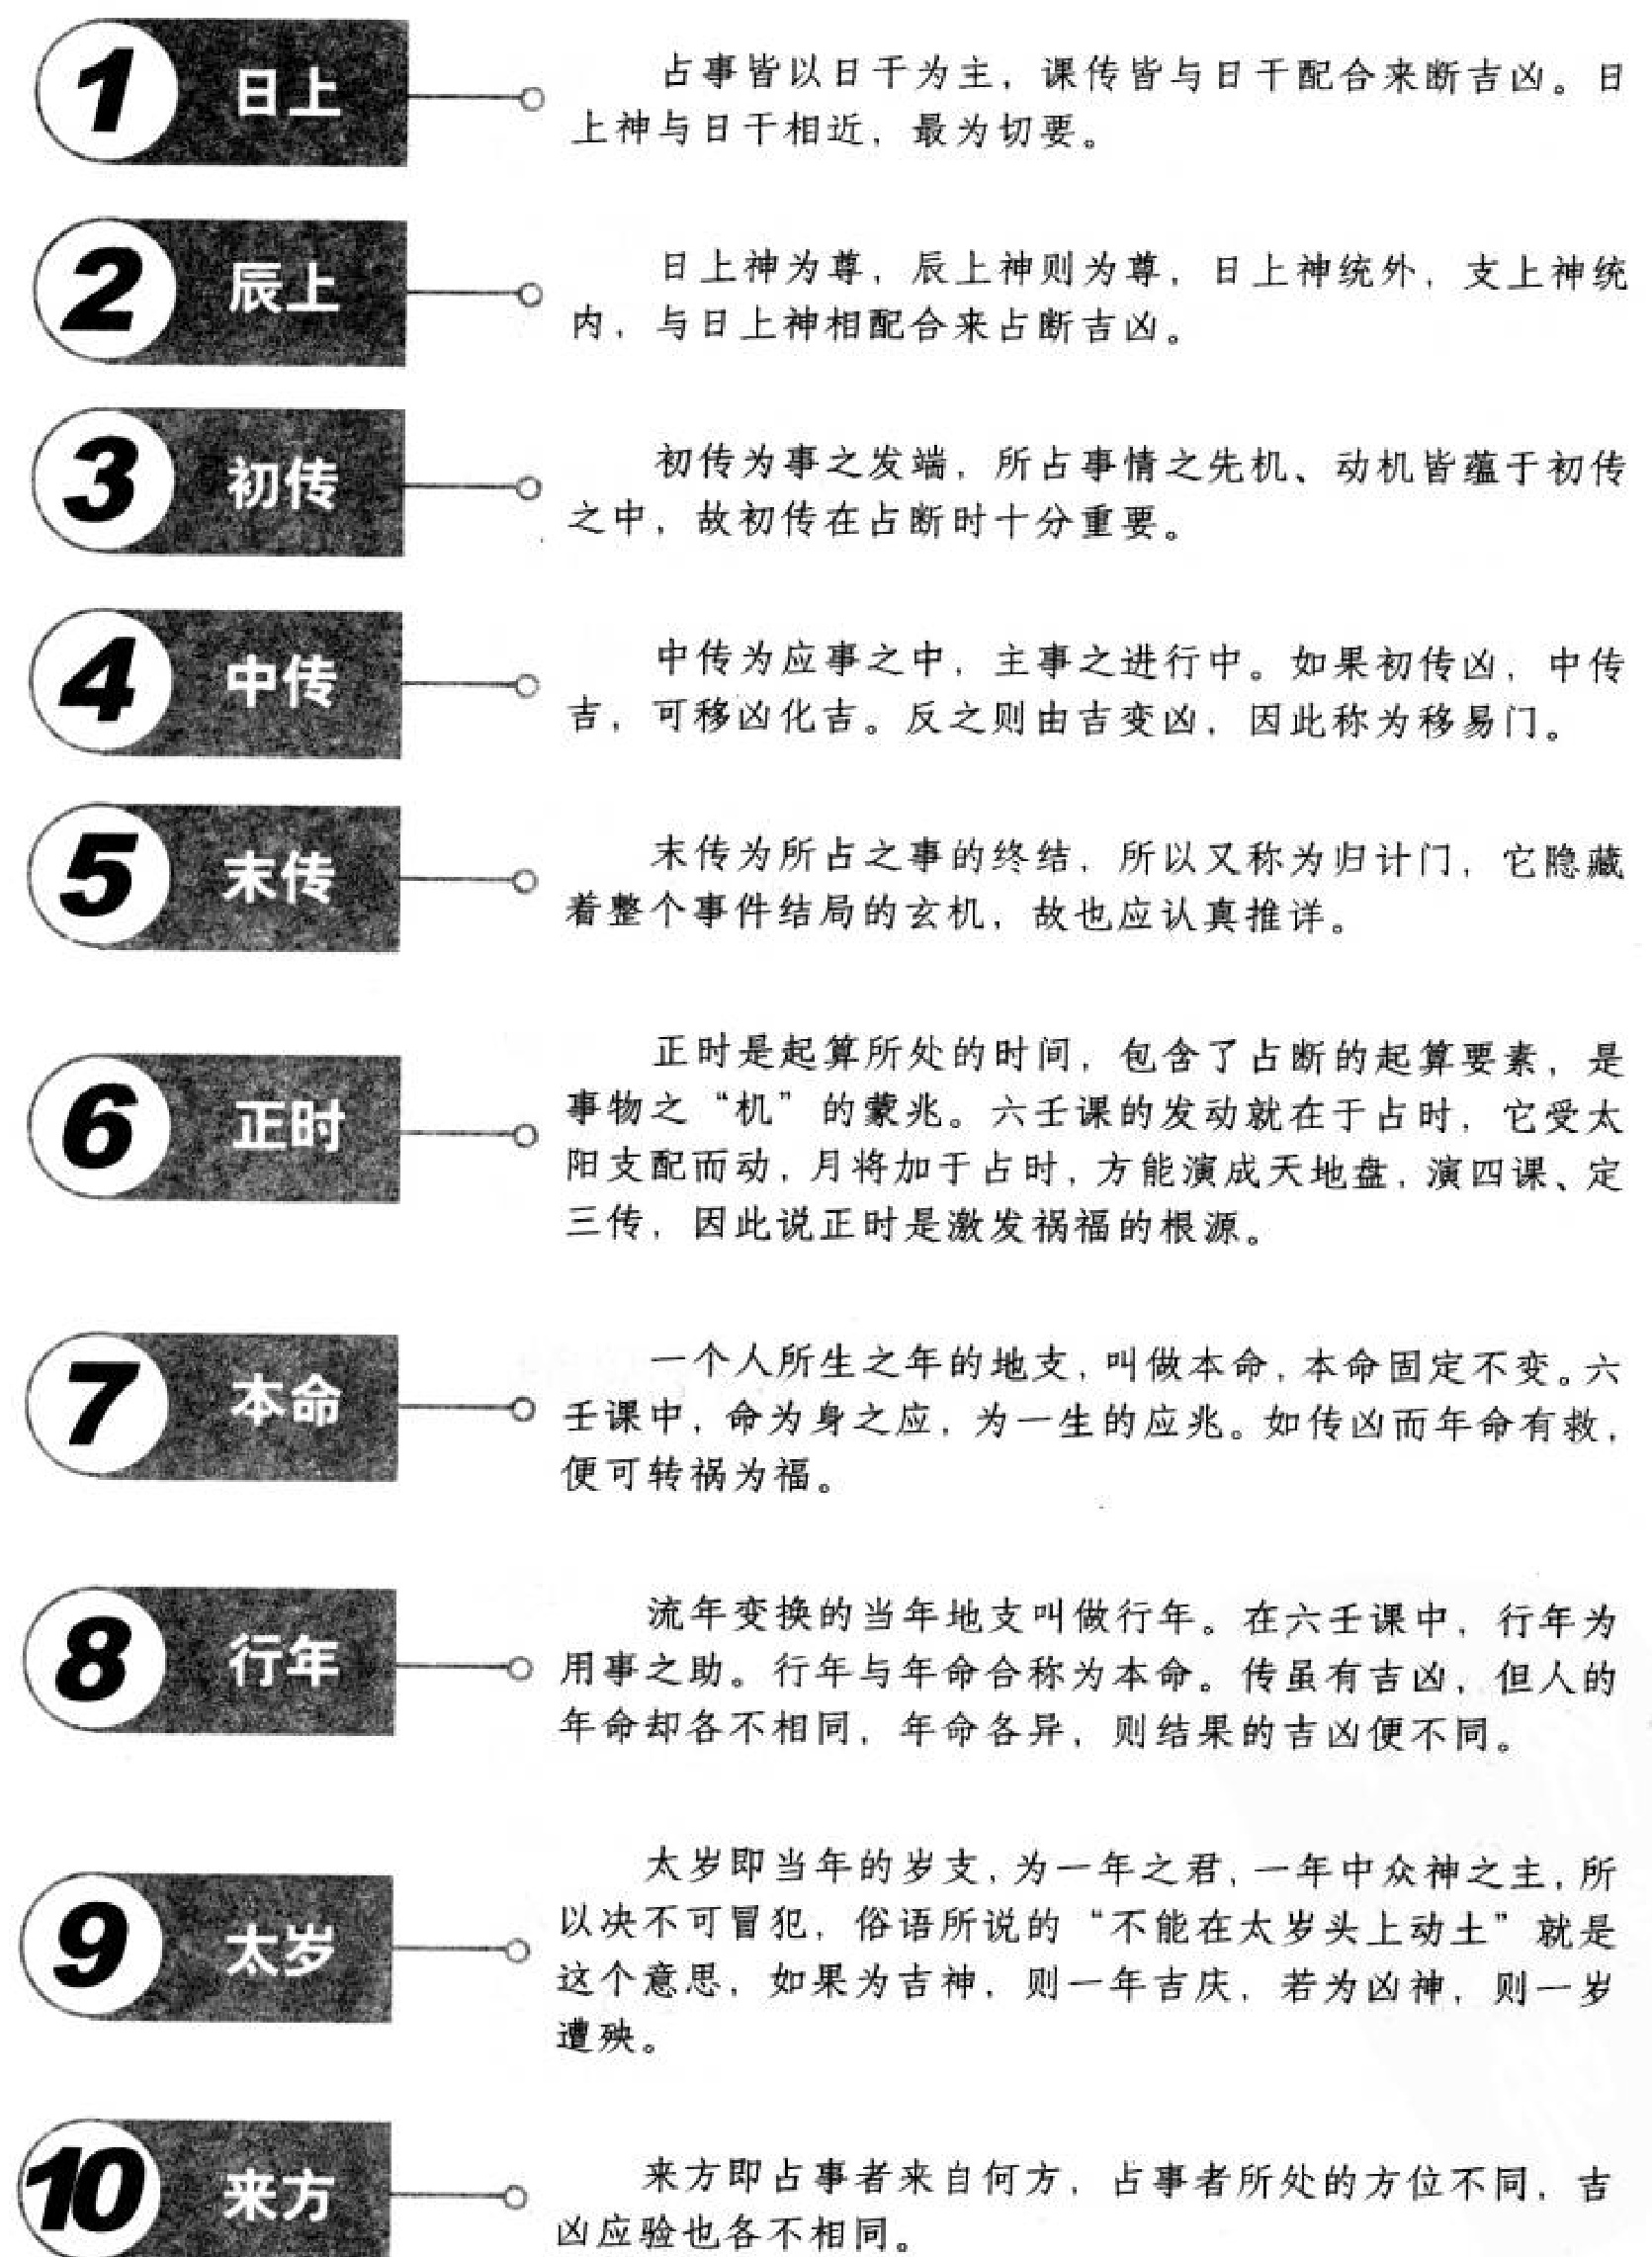 1 日上
占事皆以日干为主，课传皆与日干配合来断吉凶。日
上神与日干相近，最为切要。
2 辰上
日上神为尊，辰上神则为尊，日上神统外，支上神统
内，与日上神相配合来占断吉凶。
3 初传
初传为事之发端，所占事情之先机、动机皆蕴于初传
之中，故初传在占断时十分重要。
4 中传
中传为应事之中，主事之进行中。如果初传凶，中传
吉，可移凶化吉。反之则由吉变凶，因此称为移易门。
5 末传
末传为所占之事的终结，所以又称为归计门，它隐藏
着整个事件结局的玄机，故也应认真推详。
6 正时
正时是起算所处的时间，包含了占断的起算要素，是
事物之“机”的蒙兆。六壬课的发动就在于占时，它受太
阳支配而动，月将加于占时，方能演成天地盘，演四课、定
三传，因此说正时是激发祸福的根源。
7 本命
一个人所生之年的地支，叫做本命，本命固定不变。六
壬课中，命为身之应，为一生的应兆。如传凶而年命有救，
便可转祸为福。
8 行年
流年变换的当年地支叫做行年。在六壬课中，行年为
用事之助。行年与年命合称为本命。传虽有吉凶，但人的
年命却各不相同，年命各异，则结果的吉凶便不同。
9 太岁
太岁即当年的岁支，为一年之君，一年中众神之主，所
以决不可冒犯，俗语所说的“不能在太岁头上动土”就是
这个意思，如果为吉神，则一年吉庆，若为凶神，则一岁
遭殃。
10 来方
来方即占事者来自何方，占事者所处的方位不同，吉
凶应验也各不相同。